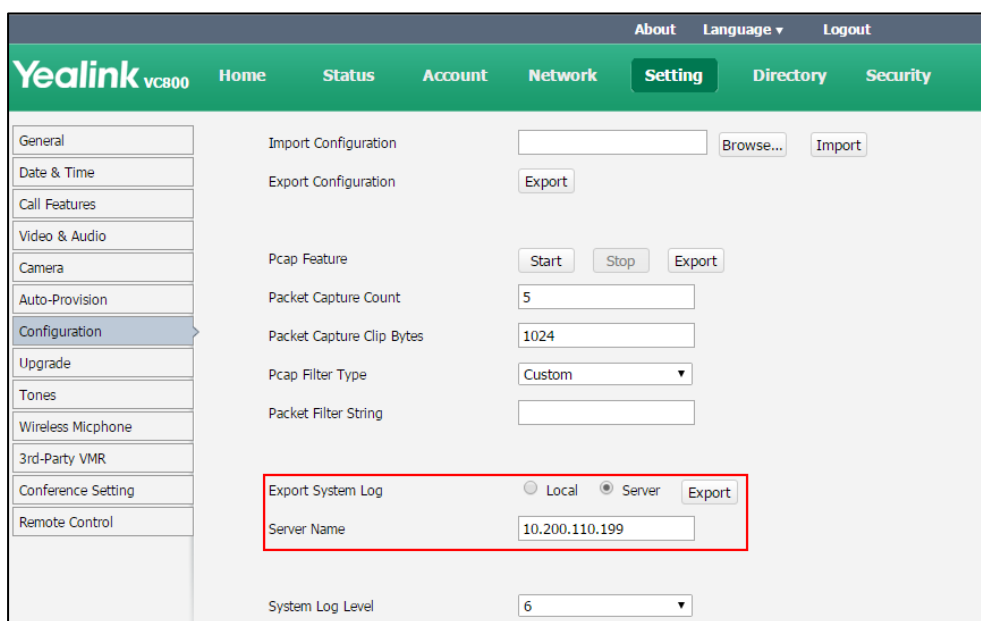 About Language ▾ Logout
Yealink VC800 Home Status Account Network Setting Directory Security
General
Date & Time
Call Features
Video & Audio
Camera
Auto-Provision
Configuration
Upgrade
Tones
Wireless Micphone
3rd-Party VMR
Conference Setting
Remote Control
Import Configuration Browse... Import
Export Configuration Export
Pcap Feature Start Stop Export
Packet Capture Count 5
Packet Capture Clip Bytes 1024
Pcap Filter Type Custom ▼
Packet Filter String
Export System Log Local Server Export
Server Name 10.200.110.199
System Log Level 6 ▼